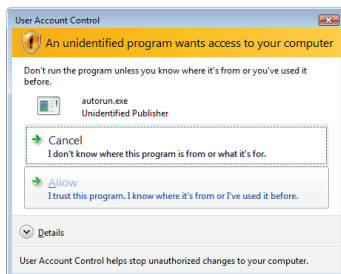 User Account Control
An unidentified program wants access to your computer
Don't run the program unless you know where it's from or you've used it
before.
autorun.exe
Unidentified Publisher
Cancel
I don't know where this program is from or what it's for.
Allow
I trust this program. I know where it's from or I've used it before.
Details
User Account Control helps stop unauthorized changes to your computer.